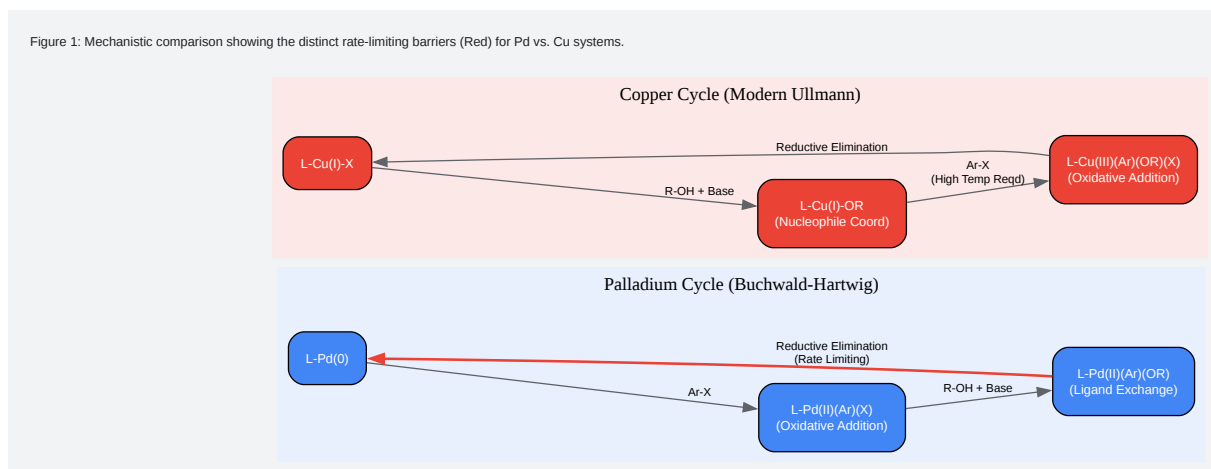 Figure 1: Mechanistic comparison showing the distinct rate-limiting barriers (Red) for Pd vs. Cu systems.
Copper Cycle (Modern Ullmann)
L-Cu(I)-X
Reductive Elimination
R-OH + Base
L-Cu(I)-OR
(Nucleophile Coord)
Ar-X
(High Temp Reqd)
L-Cu(III)(Ar)(OR)(X)
(Oxidative Addition)
Palladium Cycle (Buchwald-Hartwig)
L-Pd(0)
Reductive Elimination
(Rate Limiting)
Ar-X
L-Pd(II)(Ar)(X)
(Oxidative Addition)
R-OH + Base
L-Pd(II)(Ar)(OR)
(Ligand Exchange)